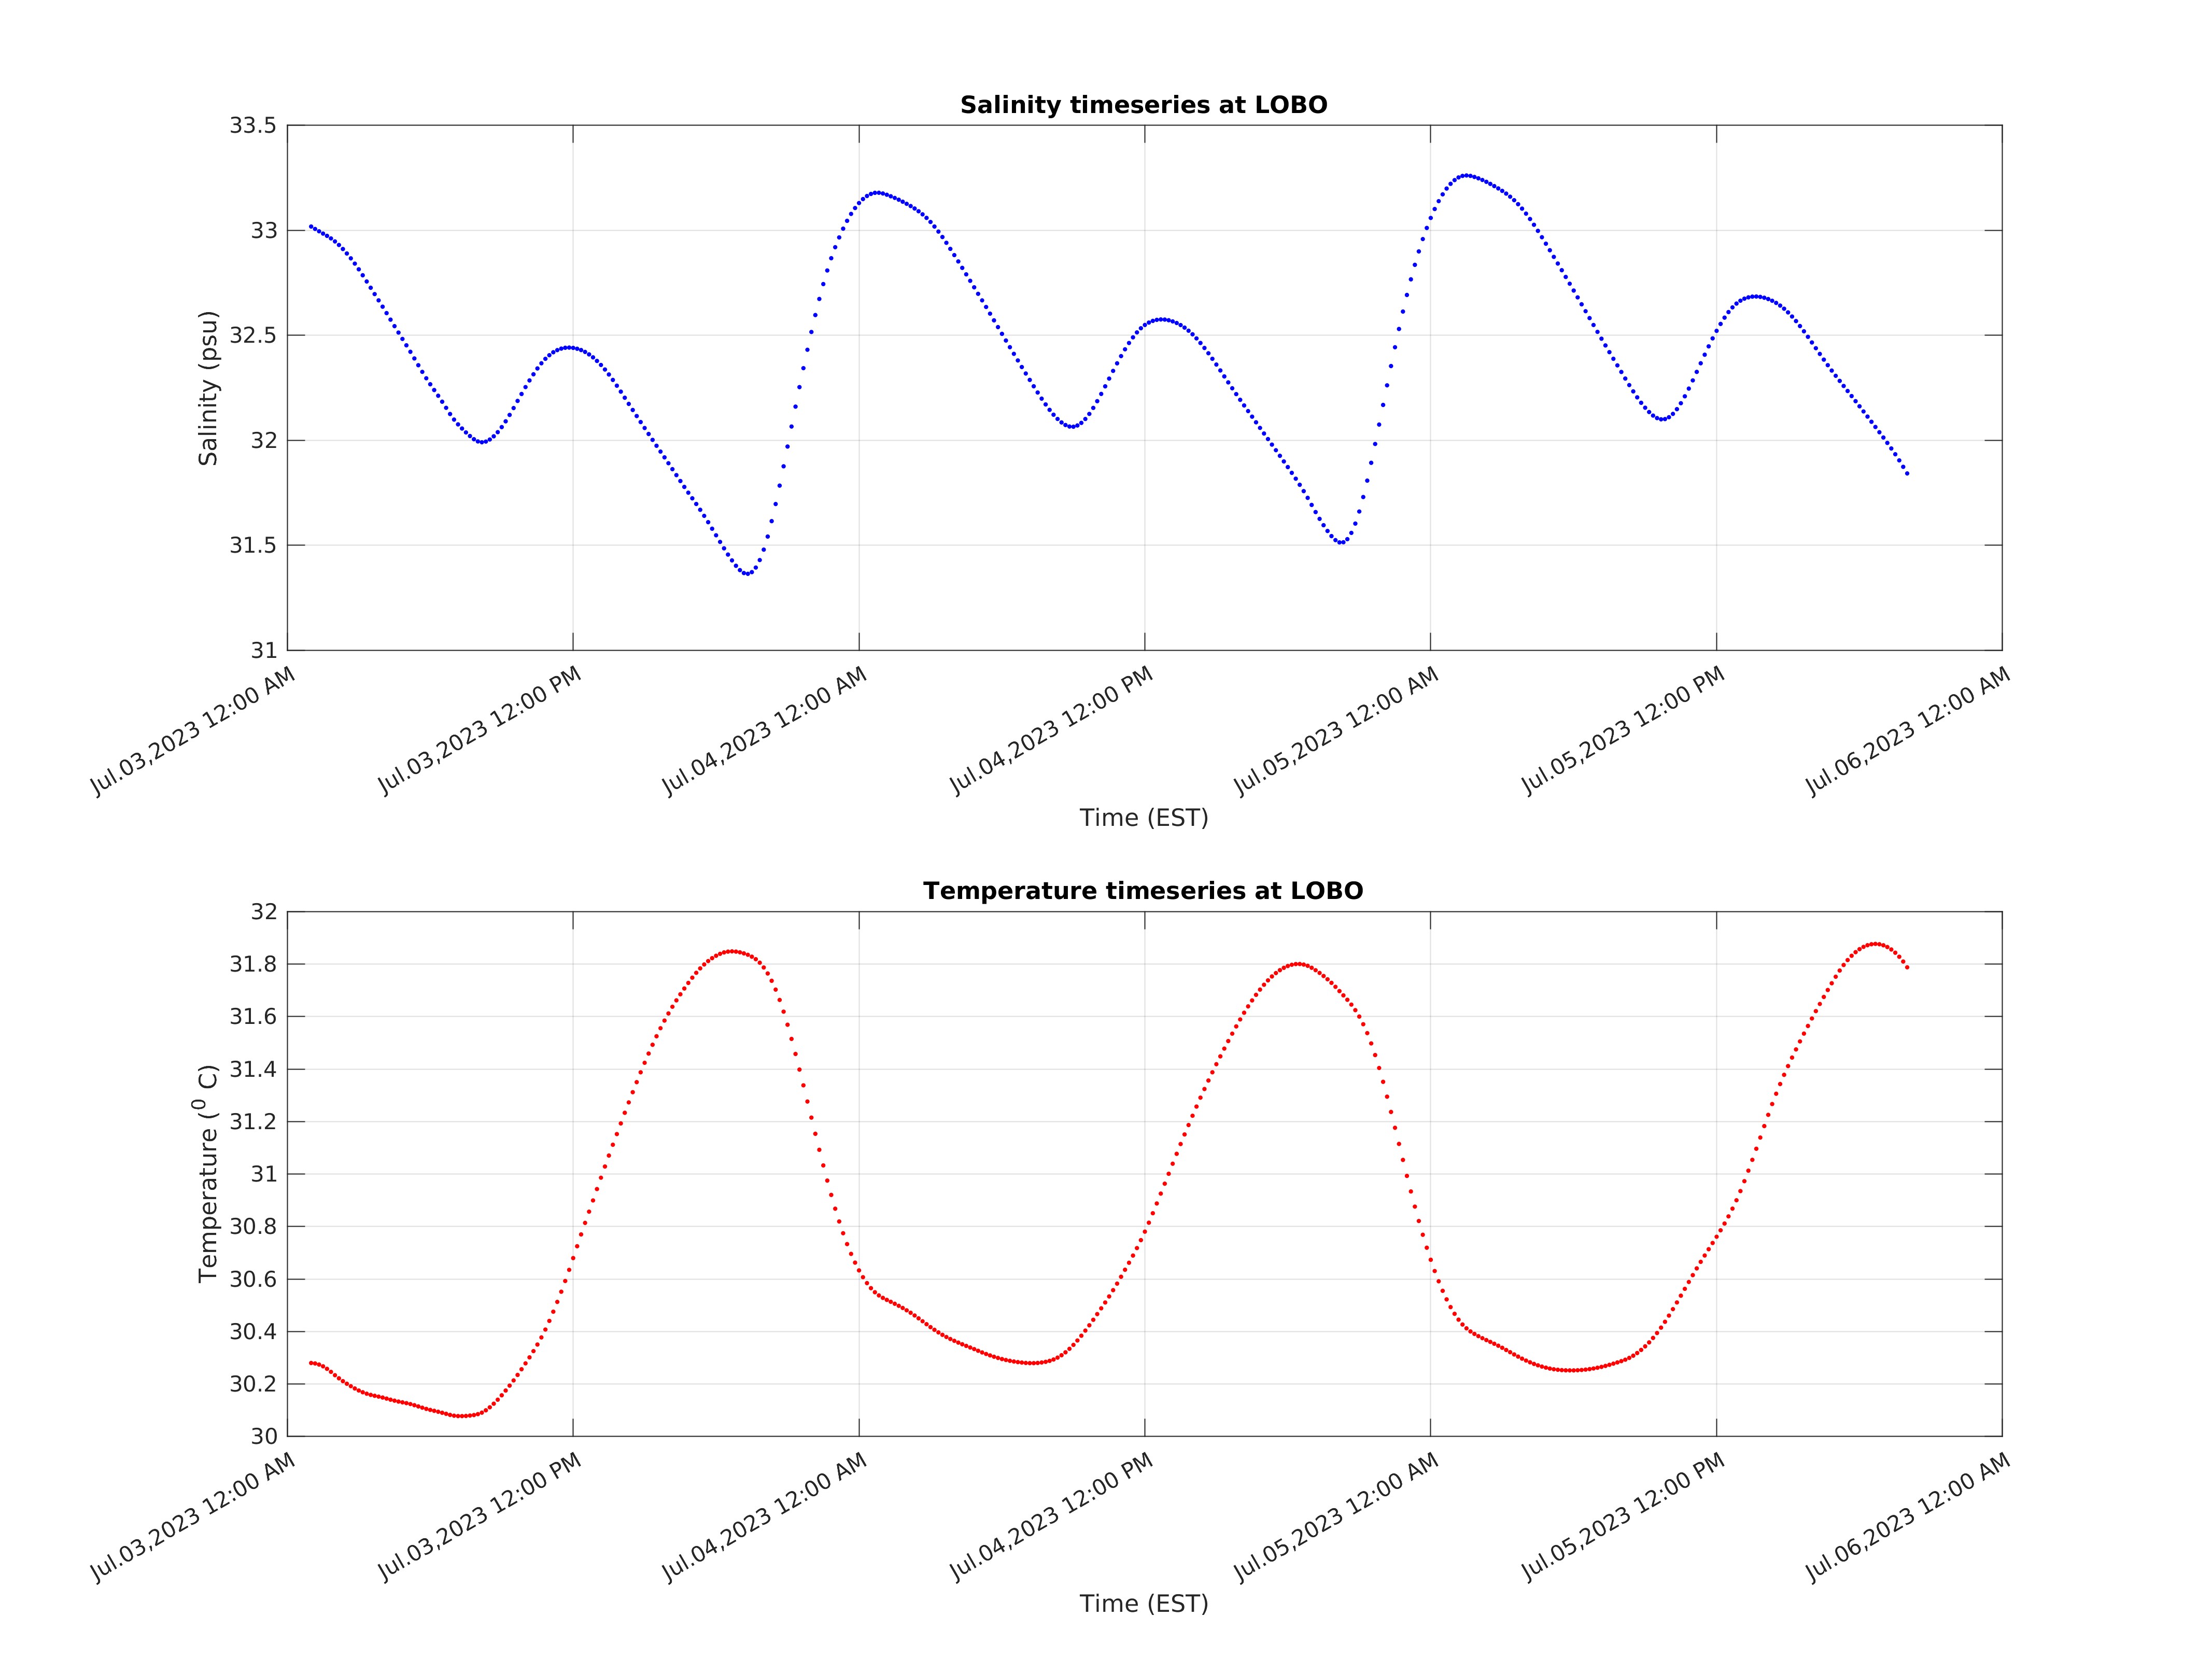 Salinity timeseries at LOBO
33.5
33
32.5
32
31.5
31
Salinity (psu)
Jul.03,2023 12:00 AM
Jul.03,2023 12:00 PM
Jul.04,2023 12:00 AM
Jul.04,2023 12:00 PM
Jul.05,2023 12:00 AM
Jul.05,2023 12:00 PM
Jul.06,2023 12:00 AM
Time (EST)
Temperature timeseries at LOBO
32
31.8
31.6
31.4
31.2
31
30.8
30.6
30.4
30.2
30
Temperature (⁰ C)
Jul.03,2023 12:00 AM
Jul.03,2023 12:00 PM
Jul.04,2023 12:00 AM
Jul.04,2023 12:00 PM
Jul.05,2023 12:00 AM
Jul.05,2023 12:00 PM
Jul.06,2023 12:00 AM
Time (EST)